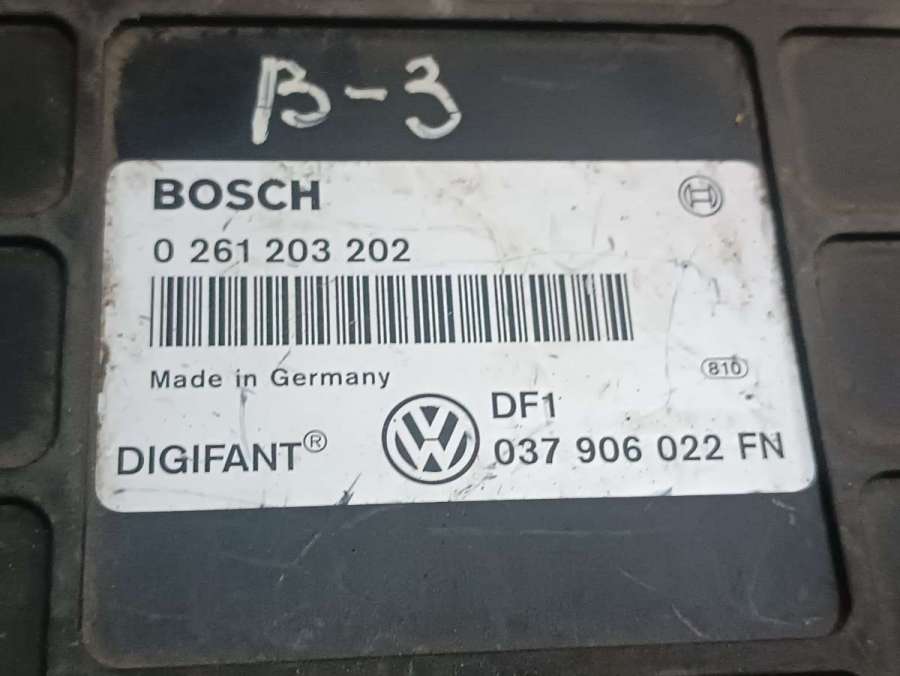 B-3
BOSCH
0 261 203 202
Made in Germany
810
DF1
DIGIFANT®
037 906 022 FN